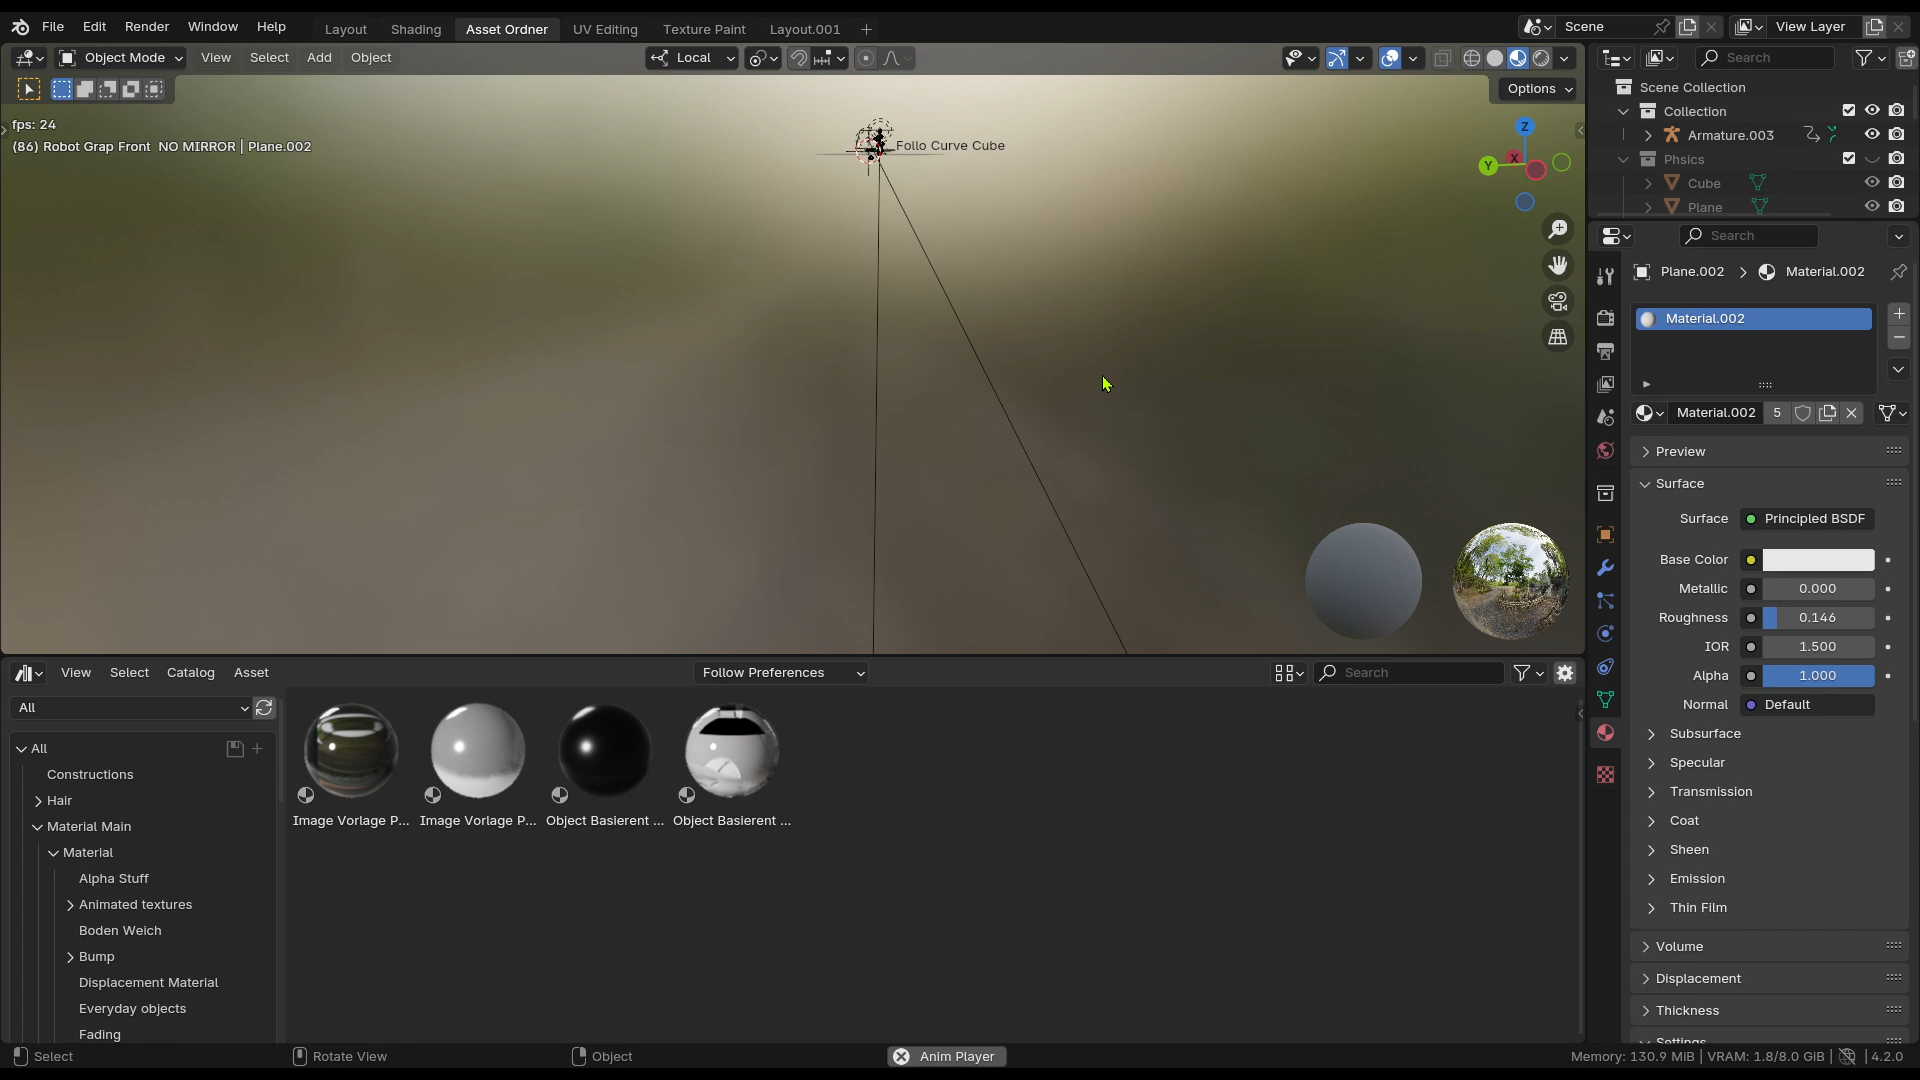 File Edit Render Window Help Layout Shading Asset Ordner UV Editing Texture Paint Layout.001 Scene View Layer
Object Mode View Select Add Object Local Search
Options
fps: 24
(86) Robot Grap Front  NO MIRROR | Plane.002
Follo Curve Cube
Z
X
Y
Scene Collection
Collection
Armature.003
Phsics
Cube
Plane
Search
Plane.002 Material.002
Material.002
Material.002 5
Preview
Surface
Surface Principled BSDF
Base Color
Metallic 0.000
Roughness 0.146
IOR 1.500
Alpha 1.000
Normal Default
Subsurface
Specular
Transmission
Coat
Sheen
Emission
Thin Film
Volume
Displacement
Thickness
Settings
View Select Catalog Asset Follow Preferences Search
All
All
Constructions
Hair
Material Main
Material
Alpha Stuff
Animated textures
Boden Weich
Bump
Displacement Material
Everyday objects
Fading
Image Vorlage P... Image Vorlage P... Object Basierent ... Object Basierent ...
Select Rotate View Object Anim Player Memory: 130.9 MiB | VRAM: 1.8/8.0 GiB | 4.2.0